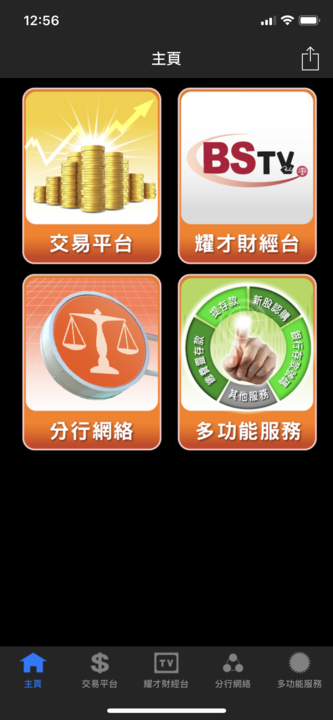 12:56
主頁
交易平台
BSTV
耀才財經台
分行網絡
提存款
新股認購
其他服務
多功能服務
TV
主頁
交易平台
耀才財經台
分行網絡
多功能服務